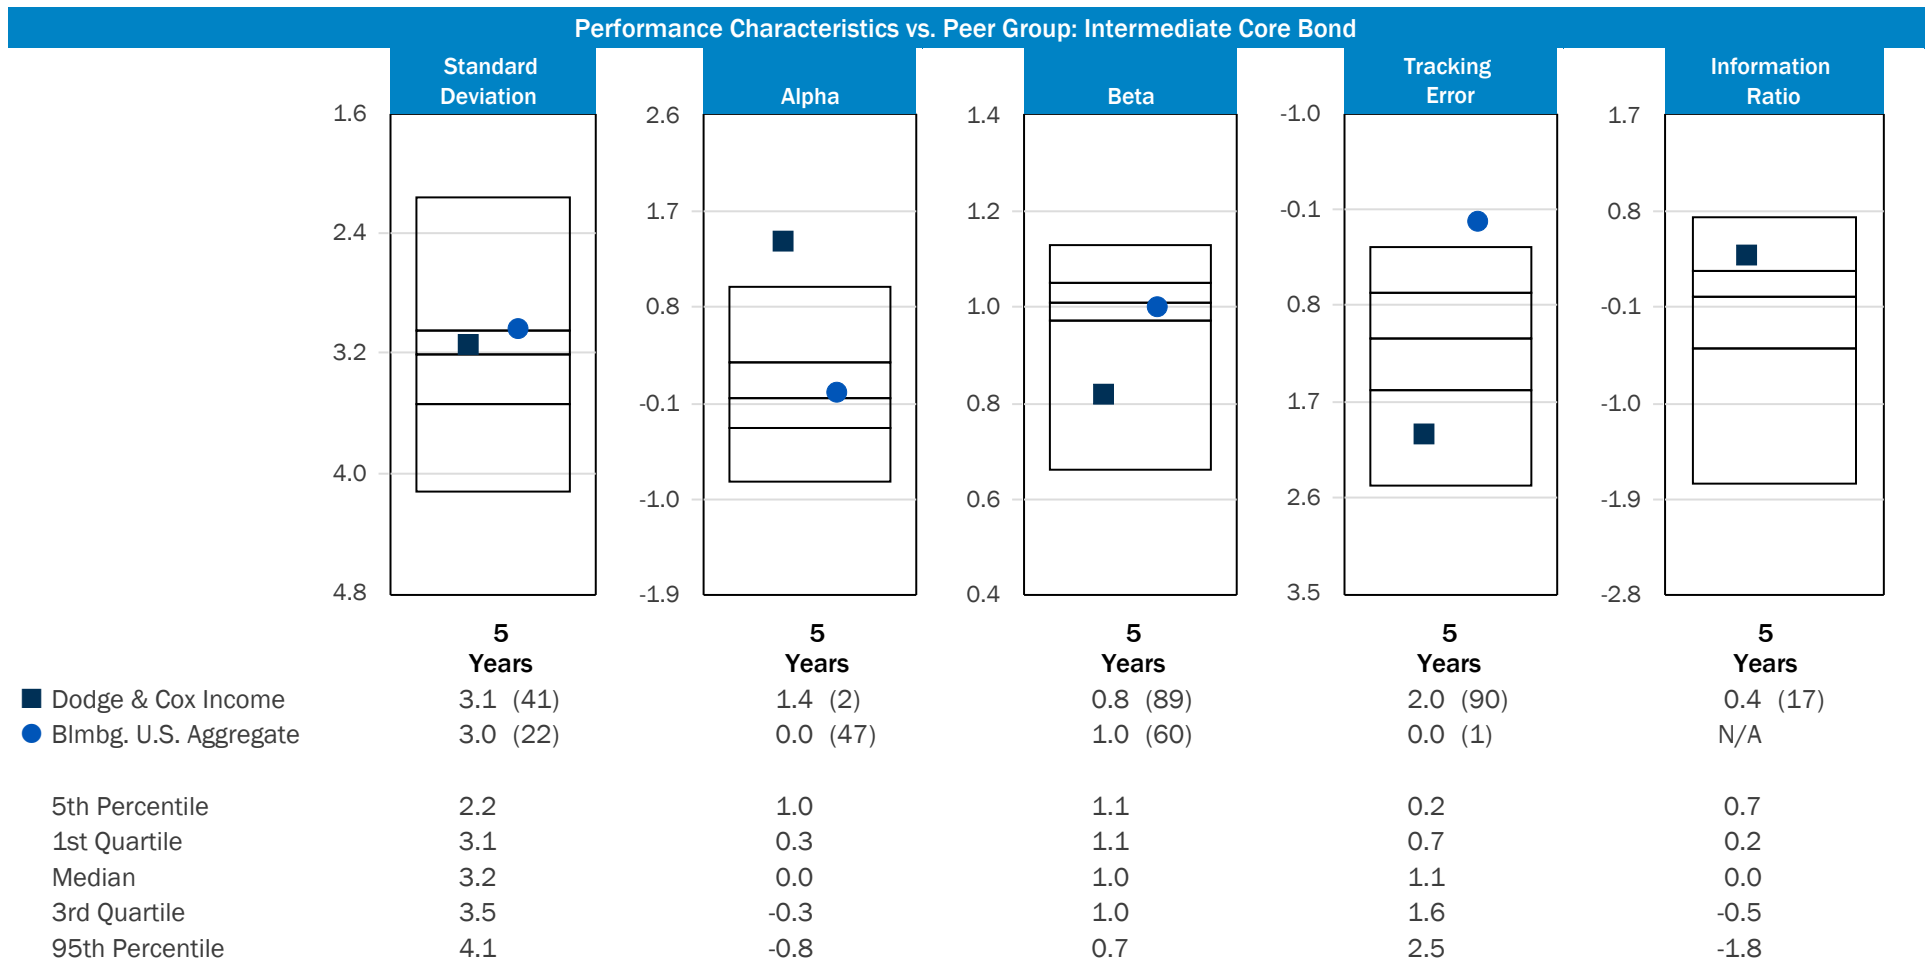 Performance Characteristics vs. Peer Group: Intermediate Core Bond
Standard Deviation
Alpha
Beta
Tracking Error
Information Ratio
1.6
2.4
3.2
4.0
4.8
2.6
1.7
0.8
-0.1
-1.0
-1.9
1.4
1.2
1.0
0.8
0.6
0.4
-1.0
-0.1
0.8
1.7
2.6
3.5
1.7
0.8
-0.1
-1.0
-1.9
-2.8
5 Years
5 Years
5 Years
5 Years
5 Years
Dodge & Cox Income 3.1 (41) 1.4 (2) 0.8 (89) 2.0 (90) 0.4 (17)
Blmbg. U.S. Aggregate 3.0 (22) 0.0 (47) 1.0 (60) 0.0 (1) N/A
5th Percentile 2.2 1.0 1.1 0.2 0.7
1st Quartile 3.1 0.3 1.1 0.7 0.2
Median 3.2 0.0 1.0 1.1 0.0
3rd Quartile 3.5 -0.3 1.0 1.6 -0.5
95th Percentile 4.1 -0.8 0.7 2.5 -1.8